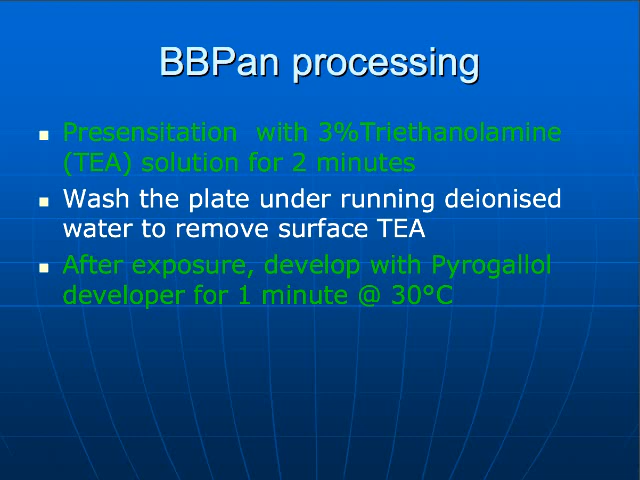 BBPan processing
Presensitation with 3%Triethanolamine
(TEA) solution for 2 minutes
Wash the plate under running deionised
water to remove surface TEA
After exposure, develop with Pyrogallol
developer for 1 minute @ 30°C